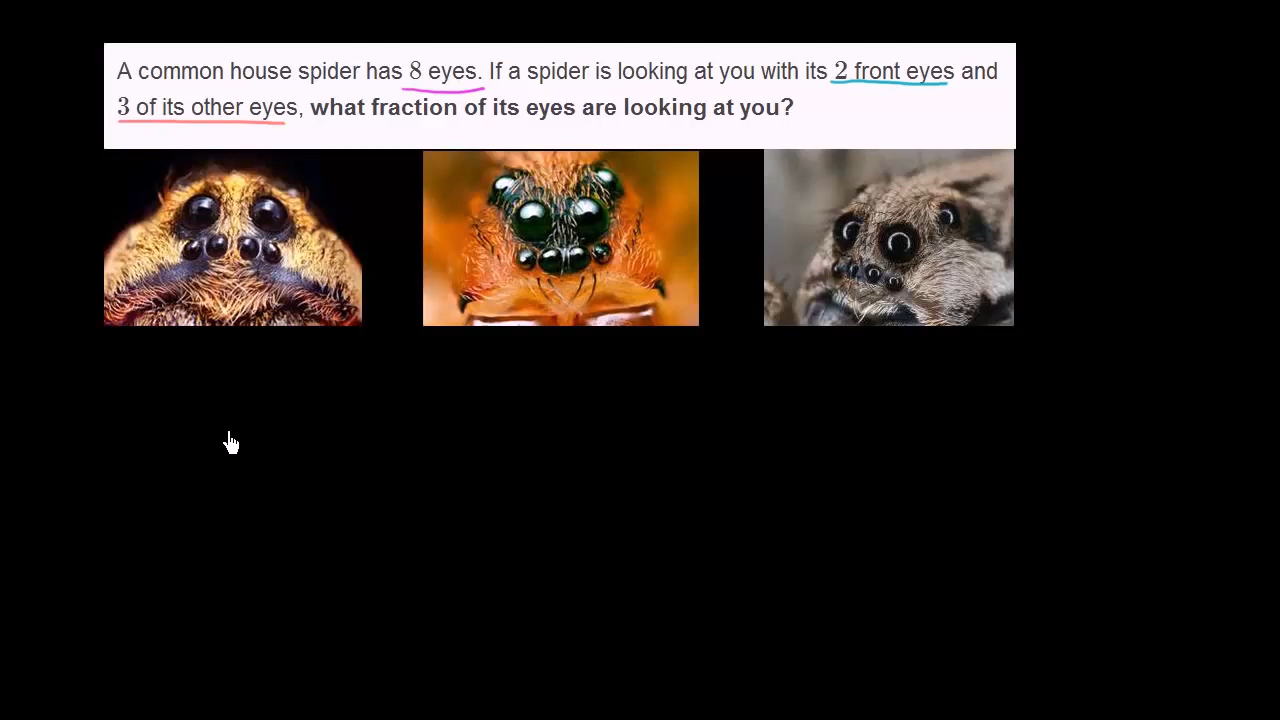 A common house spider has 8 eyes. If a spider is looking at you with its 2 front eyes and
3 of its other eyes, what fraction of its eyes are looking at you?